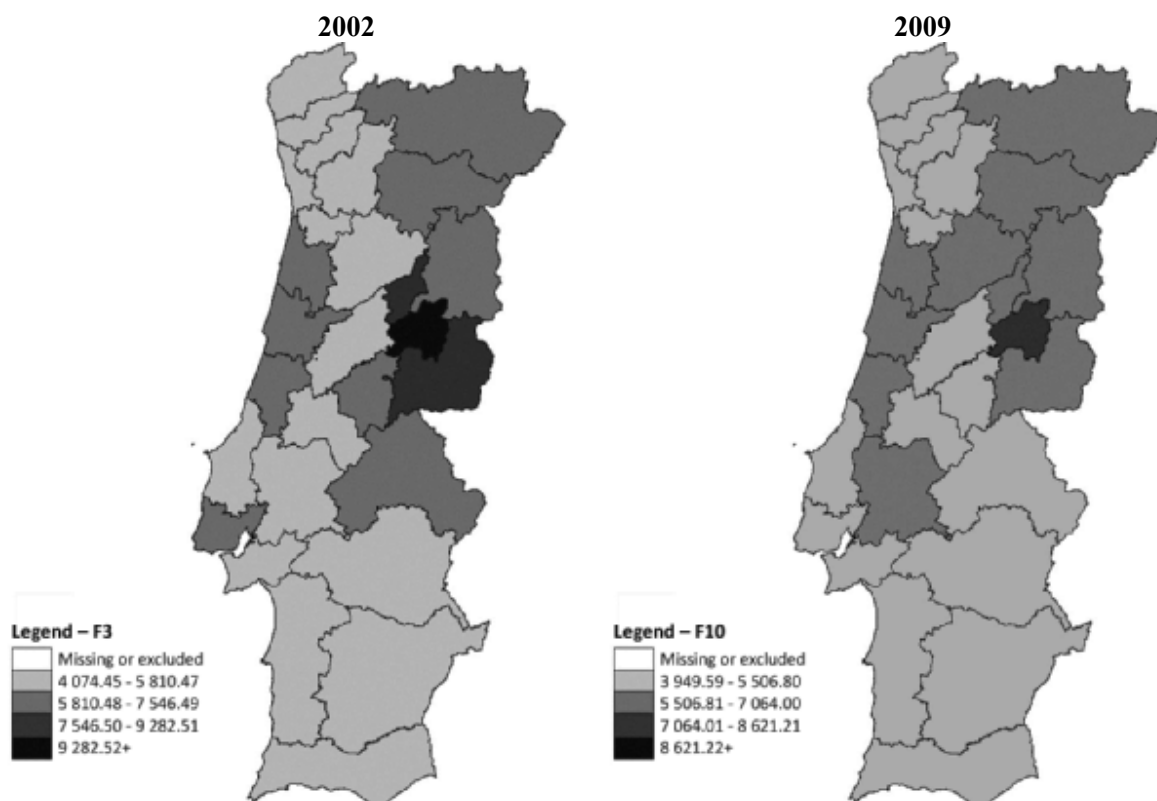 2002
2009
Legend – F3
Missing or excluded
4 074.45 - 5 810.47
5 810.48 - 7 546.49
7 546.50 - 9 282.51
9 282.52+
Legend – F10
Missing or excluded
3 949.59 - 5 506.80
5 506.81 - 7 064.00
7 064.01 - 8 621.21
8 621.22+